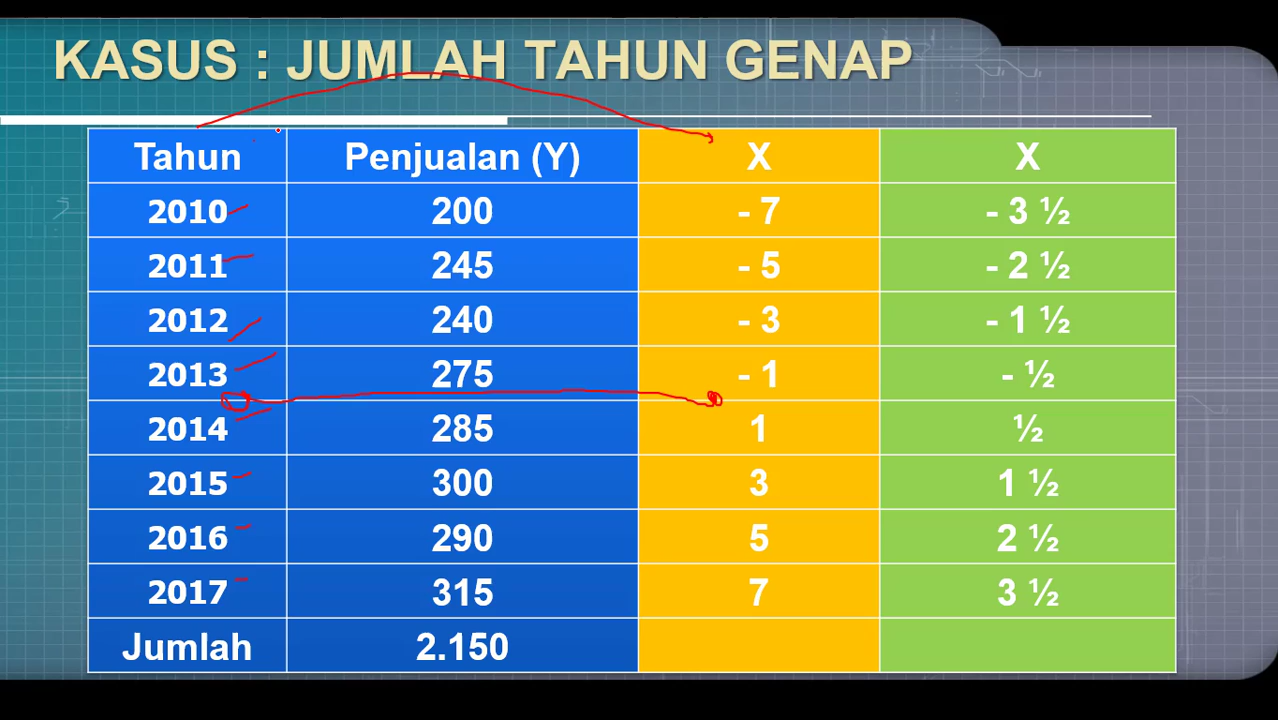 KASUS : JUMLAH TAHUN GENAP
Tahun Penjualan (Y) X X
2010 200 - 7 - 3 ½
2011 245 - 5 - 2 ½
2012 240 - 3 - 1 ½
2013 275 - 1 - ½
2014 285 1 ½
2015 300 3 1 ½
2016 290 5 2 ½
2017 315 7 3 ½
Jumlah 2.150